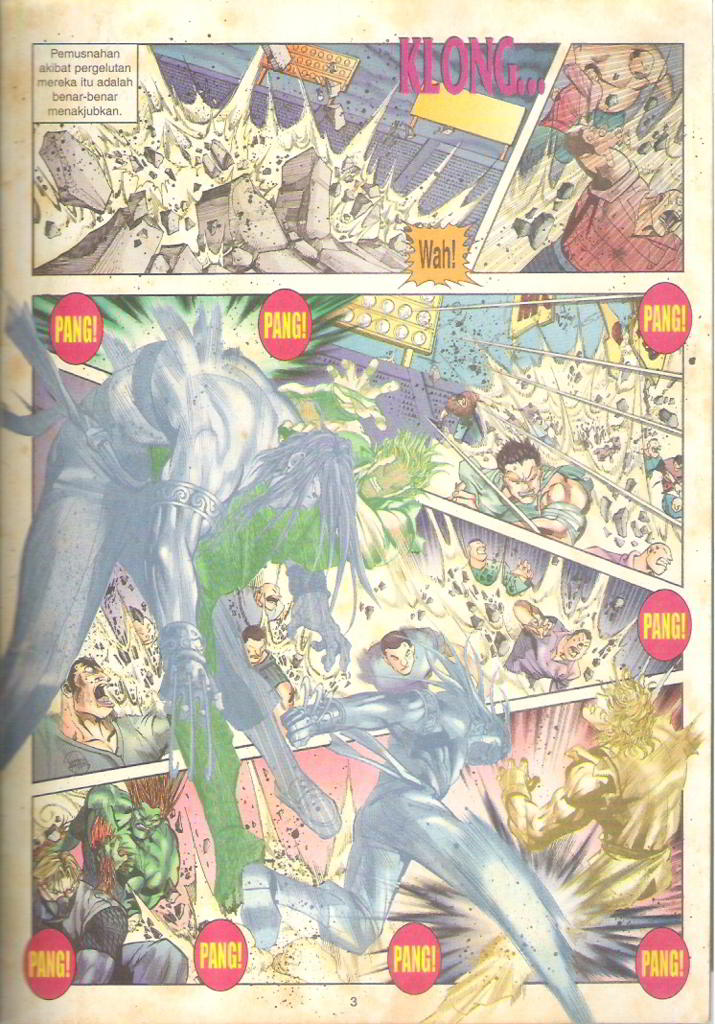 Pemusnahan
akibat pergelutan
mereka itu adalah
benar-benar
menakjubkan.
KLONG...
Wah!
PANG!
PANG!
PANG!
PANG!
PANG!
PANG!
PANG!
PANG!
3